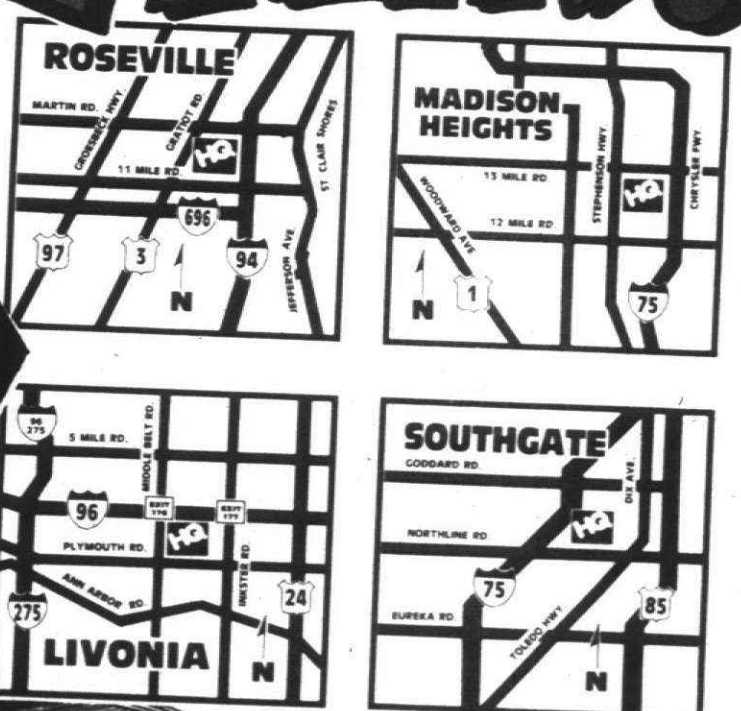 ROSEVILLE
MARTIN RD.
GROESBECK HWY.
GRATIOT RD.
ST CLAIR SHORES
HQ
11 MILE RD.
696
97
3
94
JEFFERSON AVE
N
MADISON
HEIGHTS
13 MILE RD
WOODWARD AVE
STEPHENSON HWY.
CHRYSLER FWY.
HQ
12 MILE RD.
1
75
N
96
275
5 MILE RD.
MIDDLE BELT RD.
96
EXIT
176
EXIT
177
HQ
PLYMOUTH RD.
ANN ARBOR RD.
INKSTER RD.
24
275
LIVONIA
N
SOUTHGATE
GODDARD RD.
DIX AVE.
HQ
NORTHLINE RD
75
85
EUREKA RD
TOLEDO HWY.
N